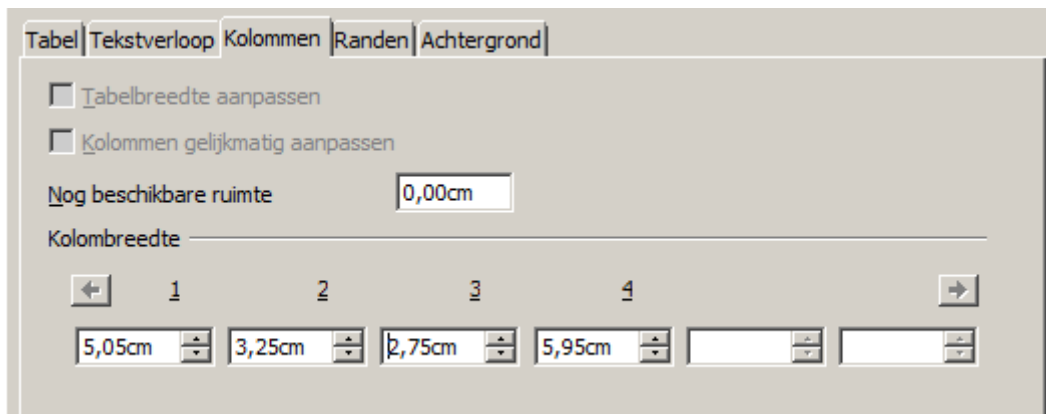 Tabel Tekstverloop Kolommen Randen Achtergrond
Tabelbreedte aanpassen
Kolommen gelijkmatig aanpassen
Nog beschikbare ruimte 0,00cm
Kolombreedte
1 2 3 4
5,05cm 3,25cm 2,75cm 5,95cm